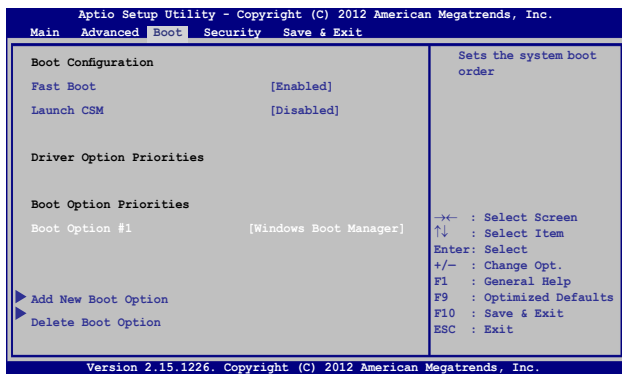 Aptio Setup Utility - Copyright (C) 2012 American Megatrends, Inc.
Main Advanced Boot Security Save & Exit
Boot Configuration
Fast Boot [Enabled]
Launch CSM [Disabled]
Driver Option Priorities
Boot Option Priorities
Boot Option #1 [Windows Boot Manager]
Add New Boot Option
Delete Boot Option
Sets the system boot
order
→← : Select Screen
↑↓ : Select Item
Enter: Select
+/— : Change Opt.
F1 : General Help
F9 : Optimized Defaults
F10 : Save & Exit
ESC : Exit
Version 2.15.1226. Copyright (C) 2012 American Megatrends, Inc.